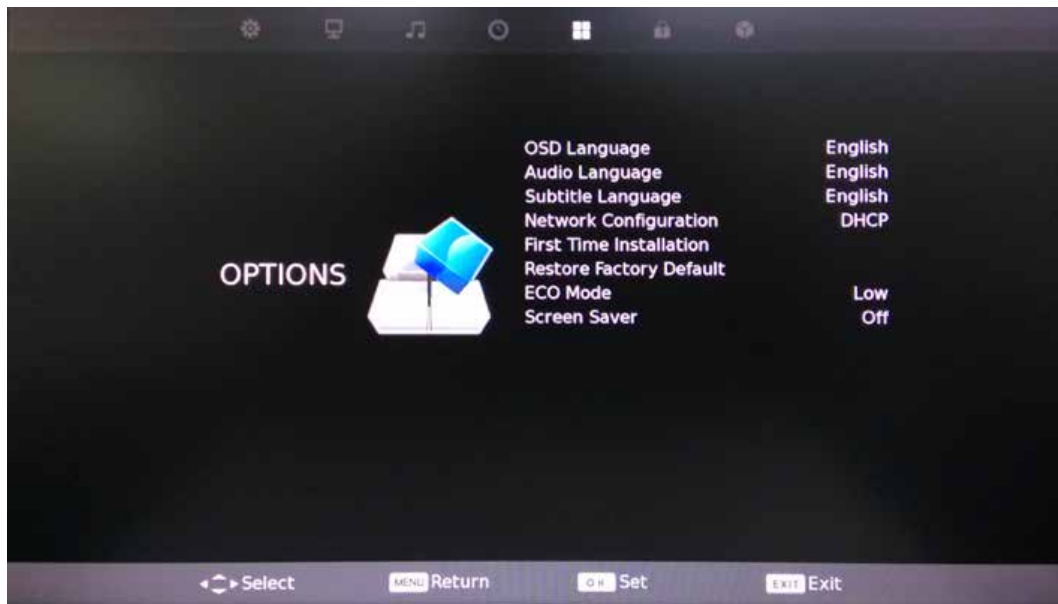 OPTIONS
OSD Language English
Audio Language English
Subtitle Language English
Network Configuration DHCP
First Time Installation
Restore Factory Default
ECO Mode Low
Screen Saver Off
Select MENU Return OK Set EXIT Exit